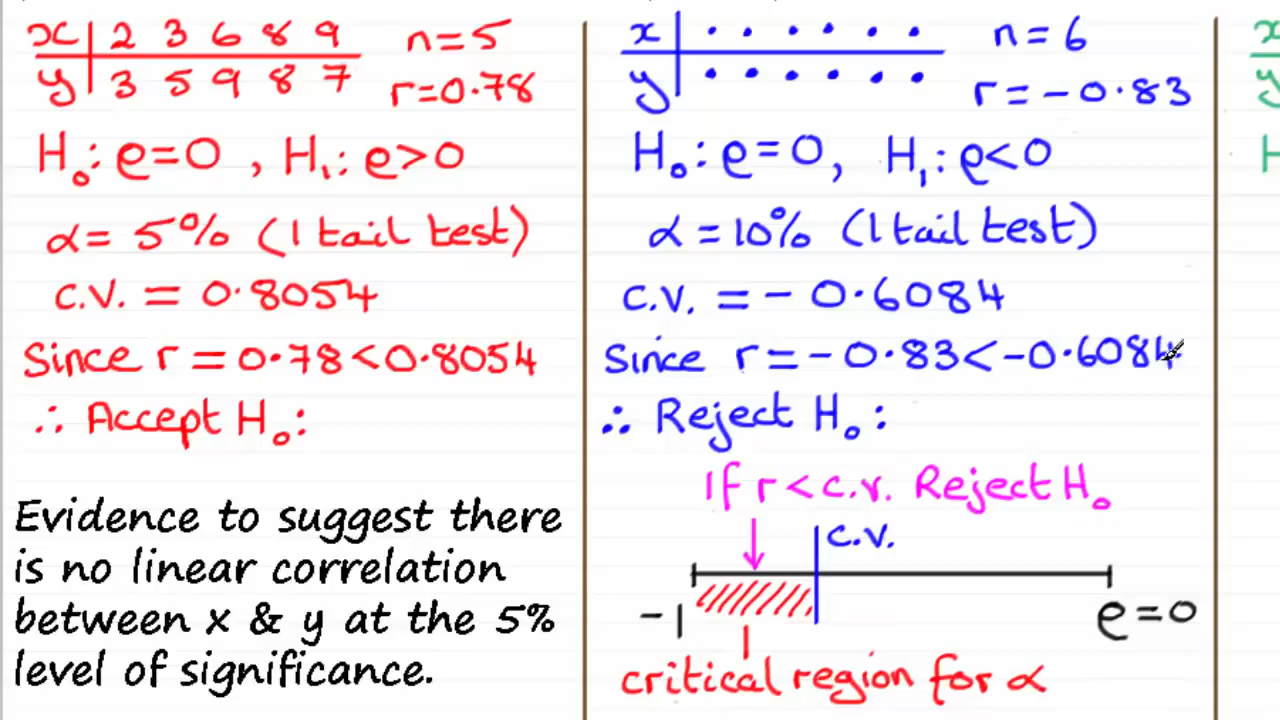 x 2 3 6 8 9 n=5
y 3 5 9 8 7 r=0.78
H₀: ρ=0, H₁: ρ>0
α= 5% (1 tail test)
C.V. = 0.8054
Since r = 0.78<0.8054
∴ Accept H₀:
Evidence to suggest there
is no linear correlation
between x & y at the 5%
level of significance.
x n=6
y r=-0.83
H₀: ρ=0, H₁: ρ<0
α=10% (1 tail test)
C.V. = -0.6084
Since r=-0.83<-0.6084
∴ Reject H₀:
If r<c.v. Reject H₀
C.V.
-1 ρ=0
critical region for α
x
y
H